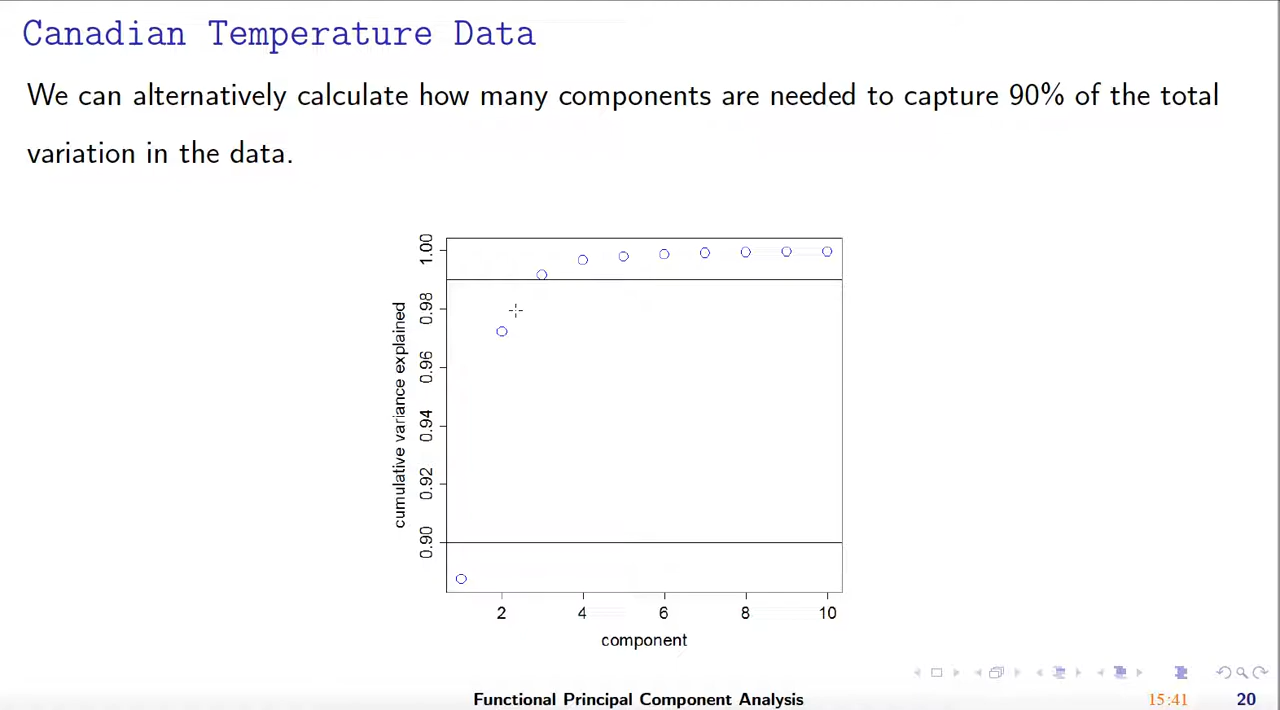 Canadian Temperature Data
We can alternatively calculate how many components are needed to capture 90% of the total
variation in the data.
cumulative variance explained
1.00
0.98
0.96
0.94
0.92
0.90
2 4 6 8 10
component
Functional Principal Component Analysis 15:41 20